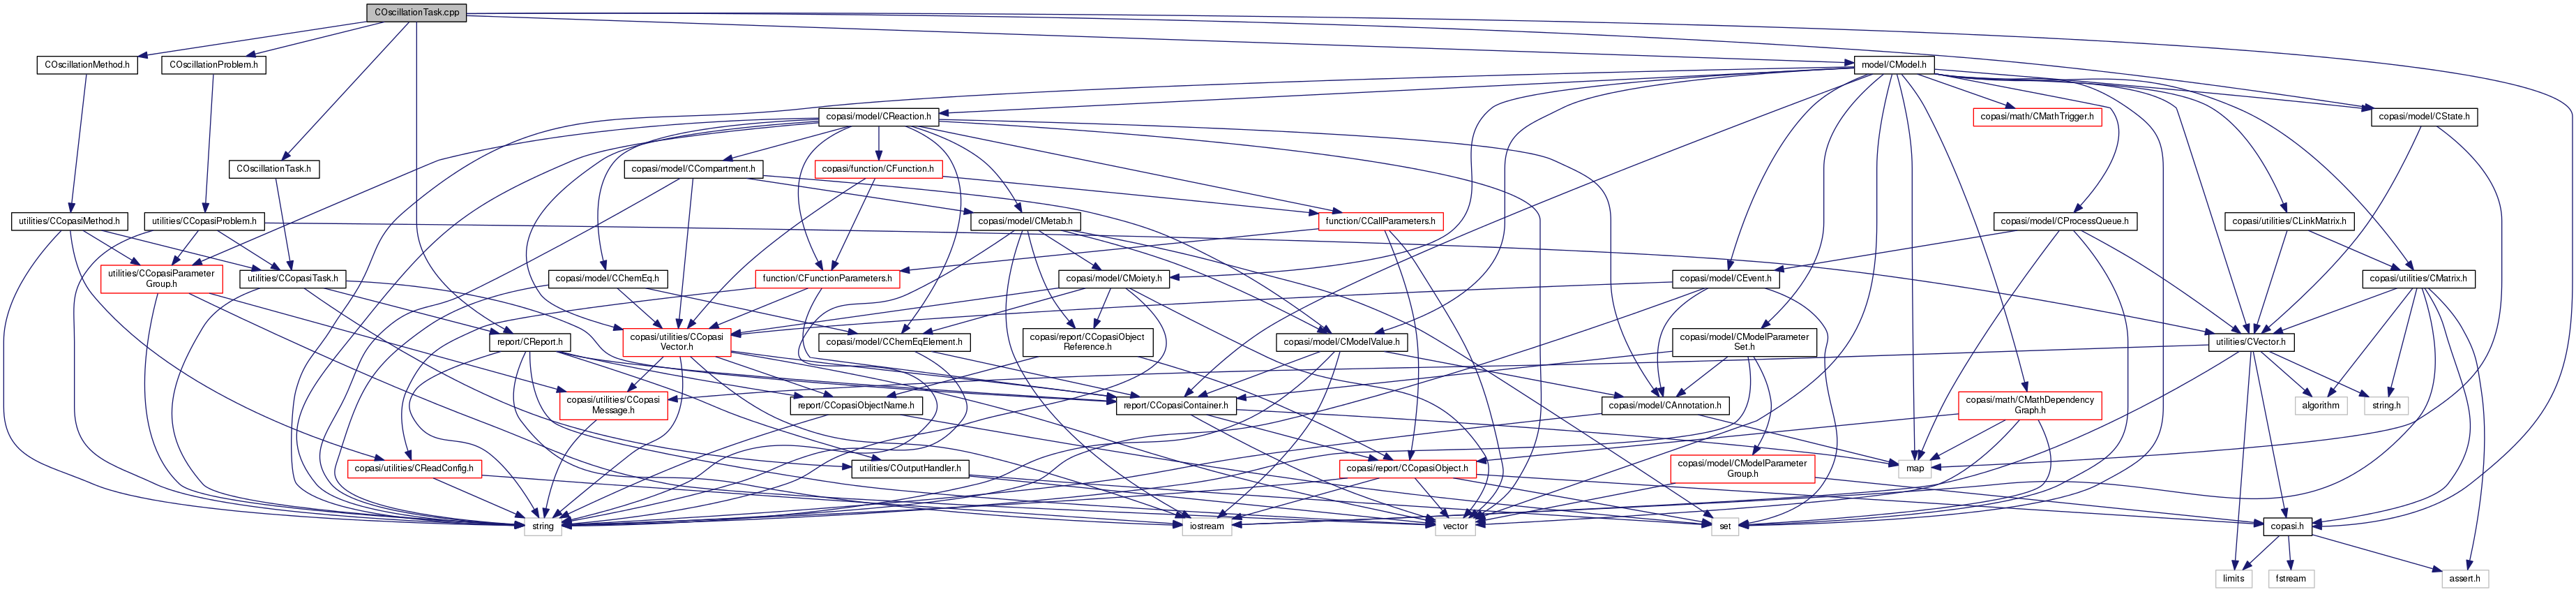 COscillationTask.cpp
COscillationMethod.h
COscillationProblem.h
model/CModel.h
copasi/model/CReaction.h
copasi/math/CMathTrigger.h
copasi/model/CState.h
COscillationTask.h
copasi/model/CCompartment.h
copasi/function/CFunction.h
utilities/CCopasiMethod.h
utilities/CCopasiProblem.h
copasi/model/CMetab.h
function/CCallParameters.h
copasi/model/CProcessQueue.h
copasi/utilities/CLinkMatrix.h
utilities/CCopasiParameter
Group.h
utilities/CCopasiTask.h
copasi/model/CChemEq.h
function/CFunctionParameters.h
copasi/model/CMoiety.h
copasi/model/CEvent.h
copasi/utilities/CMatrix.h
report/CReport.h
copasi/utilities/CCopasi
Vector.h
copasi/model/CChemEqElement.h
copasi/report/CCopasiObject
Reference.h
copasi/model/CModelValue.h
copasi/model/CModelParameter
Set.h
utilities/CVector.h
copasi/utilities/CCopasi
Message.h
report/CCopasiObjectName.h
report/CCopasiContainer.h
copasi/model/CAnnotation.h
copasi/math/CMathDependency
Graph.h
algorithm
string.h
copasi/utilities/CReadConfig.h
utilities/COutputHandler.h
copasi/report/CCopasiObject.h
copasi/model/CModelParameter
Group.h
map
string
iostream
vector
set
copasi.h
limits
fstream
assert.h